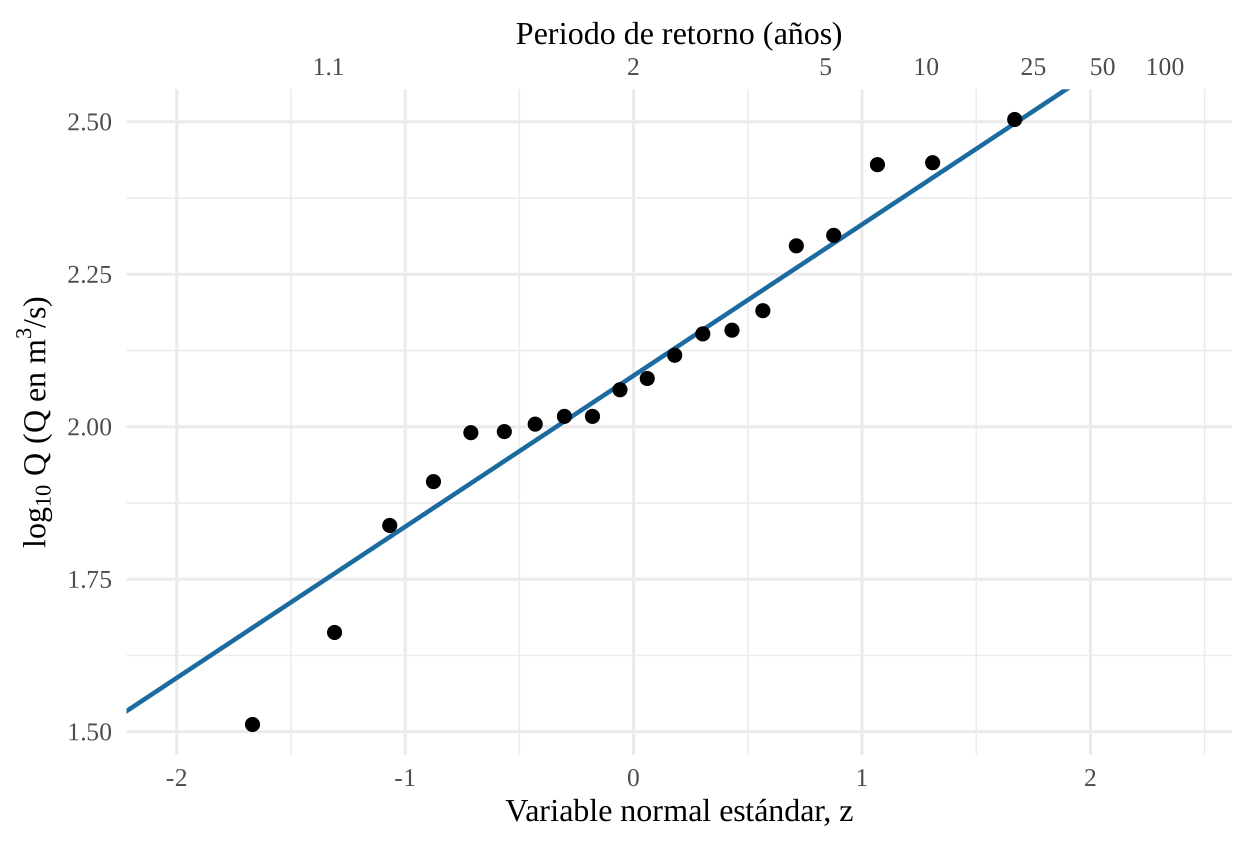 Periodo de retorno (años)
1.1 2 5 10 25 50 100
2.50
2.25
2.00
1.75
1.50
log₁₀ Q (Q en m³/s)
-2 -1 0 1 2
Variable normal estándar, z